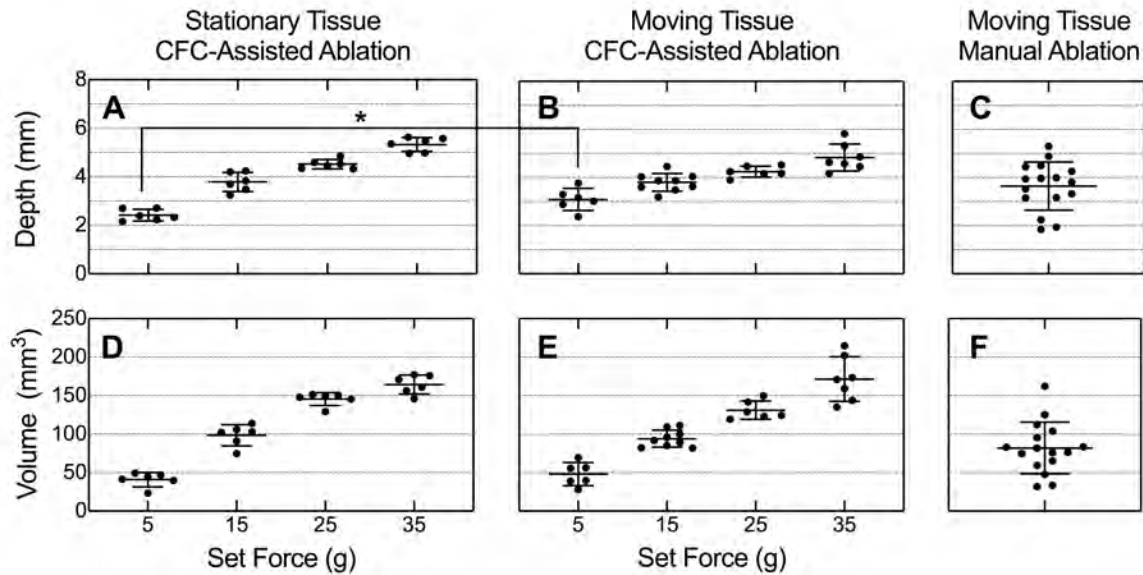 Stationary Tissue
CFC-Assisted Ablation
Moving Tissue
CFC-Assisted Ablation
Moving Tissue
Manual Ablation
Depth (mm)
8
6
4
2
0
A
*
B
C
Volume (mm³)
250
200
150
100
50
0
D
E
F
5 15 25 35
5 15 25 35
Set Force (g)
Set Force (g)